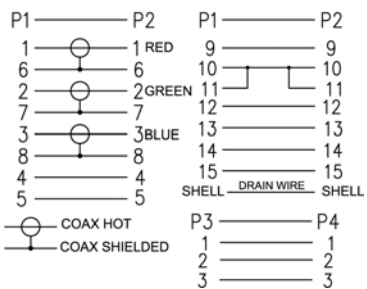 P1 P2
1 1 RED
6 6
2 2 GREEN
7 7
3 3 BLUE
8 8
4 4
5 5
COAX HOT
COAX SHIELDED
P1 P2
9 9
10 10
11 11
12 12
13 13
14 14
15 15
SHELL DRAIN WIRE SHELL
P3 P4
1 1
2 2
3 3